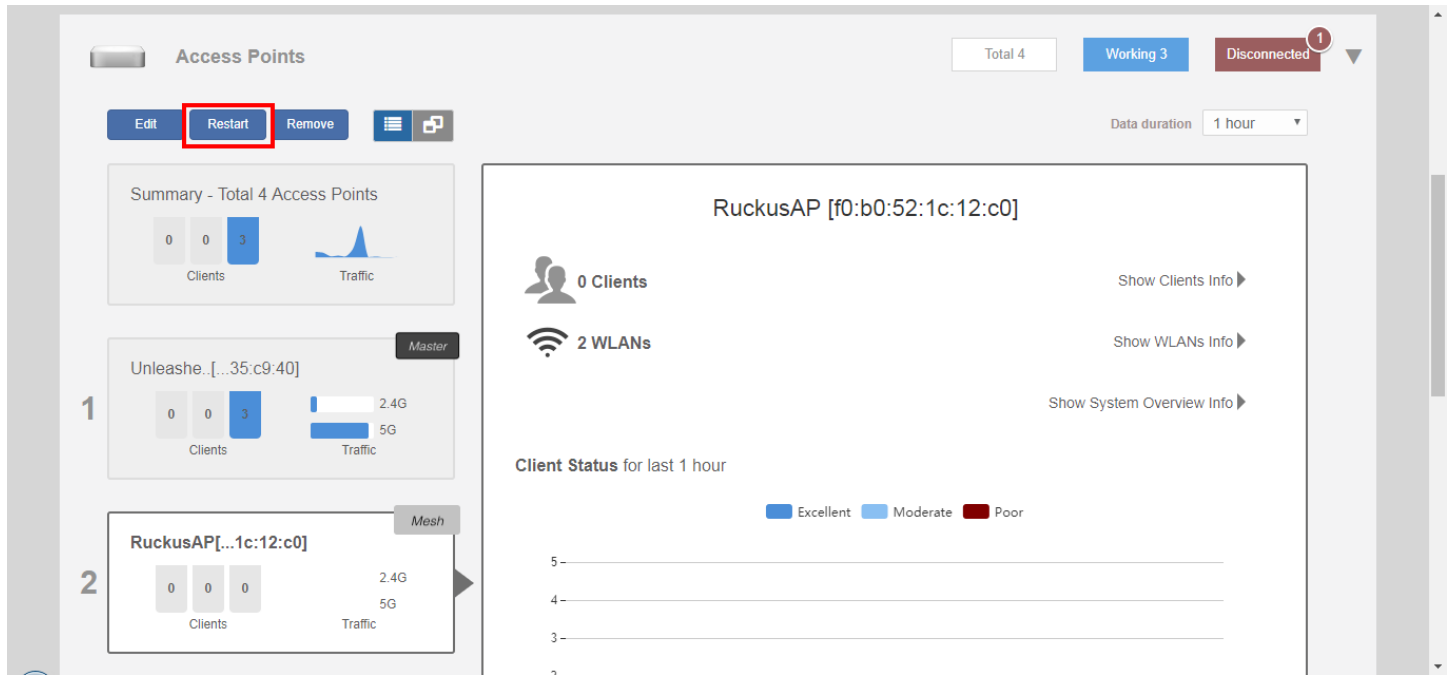 Access Points
Total 4
Working 3
Disconnected
1
Edit
Restart
Remove
Data duration
1 hour
Summary - Total 4 Access Points
0 0 3
Clients
Traffic
Master
Unleashe..[...35:c9:40]
1
0 0 3
2.4G
5G
Clients
Traffic
Mesh
RuckusAP[...1c:12:c0]
2
0 0 0
2.4G
5G
Clients
Traffic
RuckusAP [f0:b0:52:1c:12:c0]
0 Clients
Show Clients Info
2 WLANs
Show WLANs Info
Show System Overview Info
Client Status for last 1 hour
Excellent Moderate Poor
5
4
3